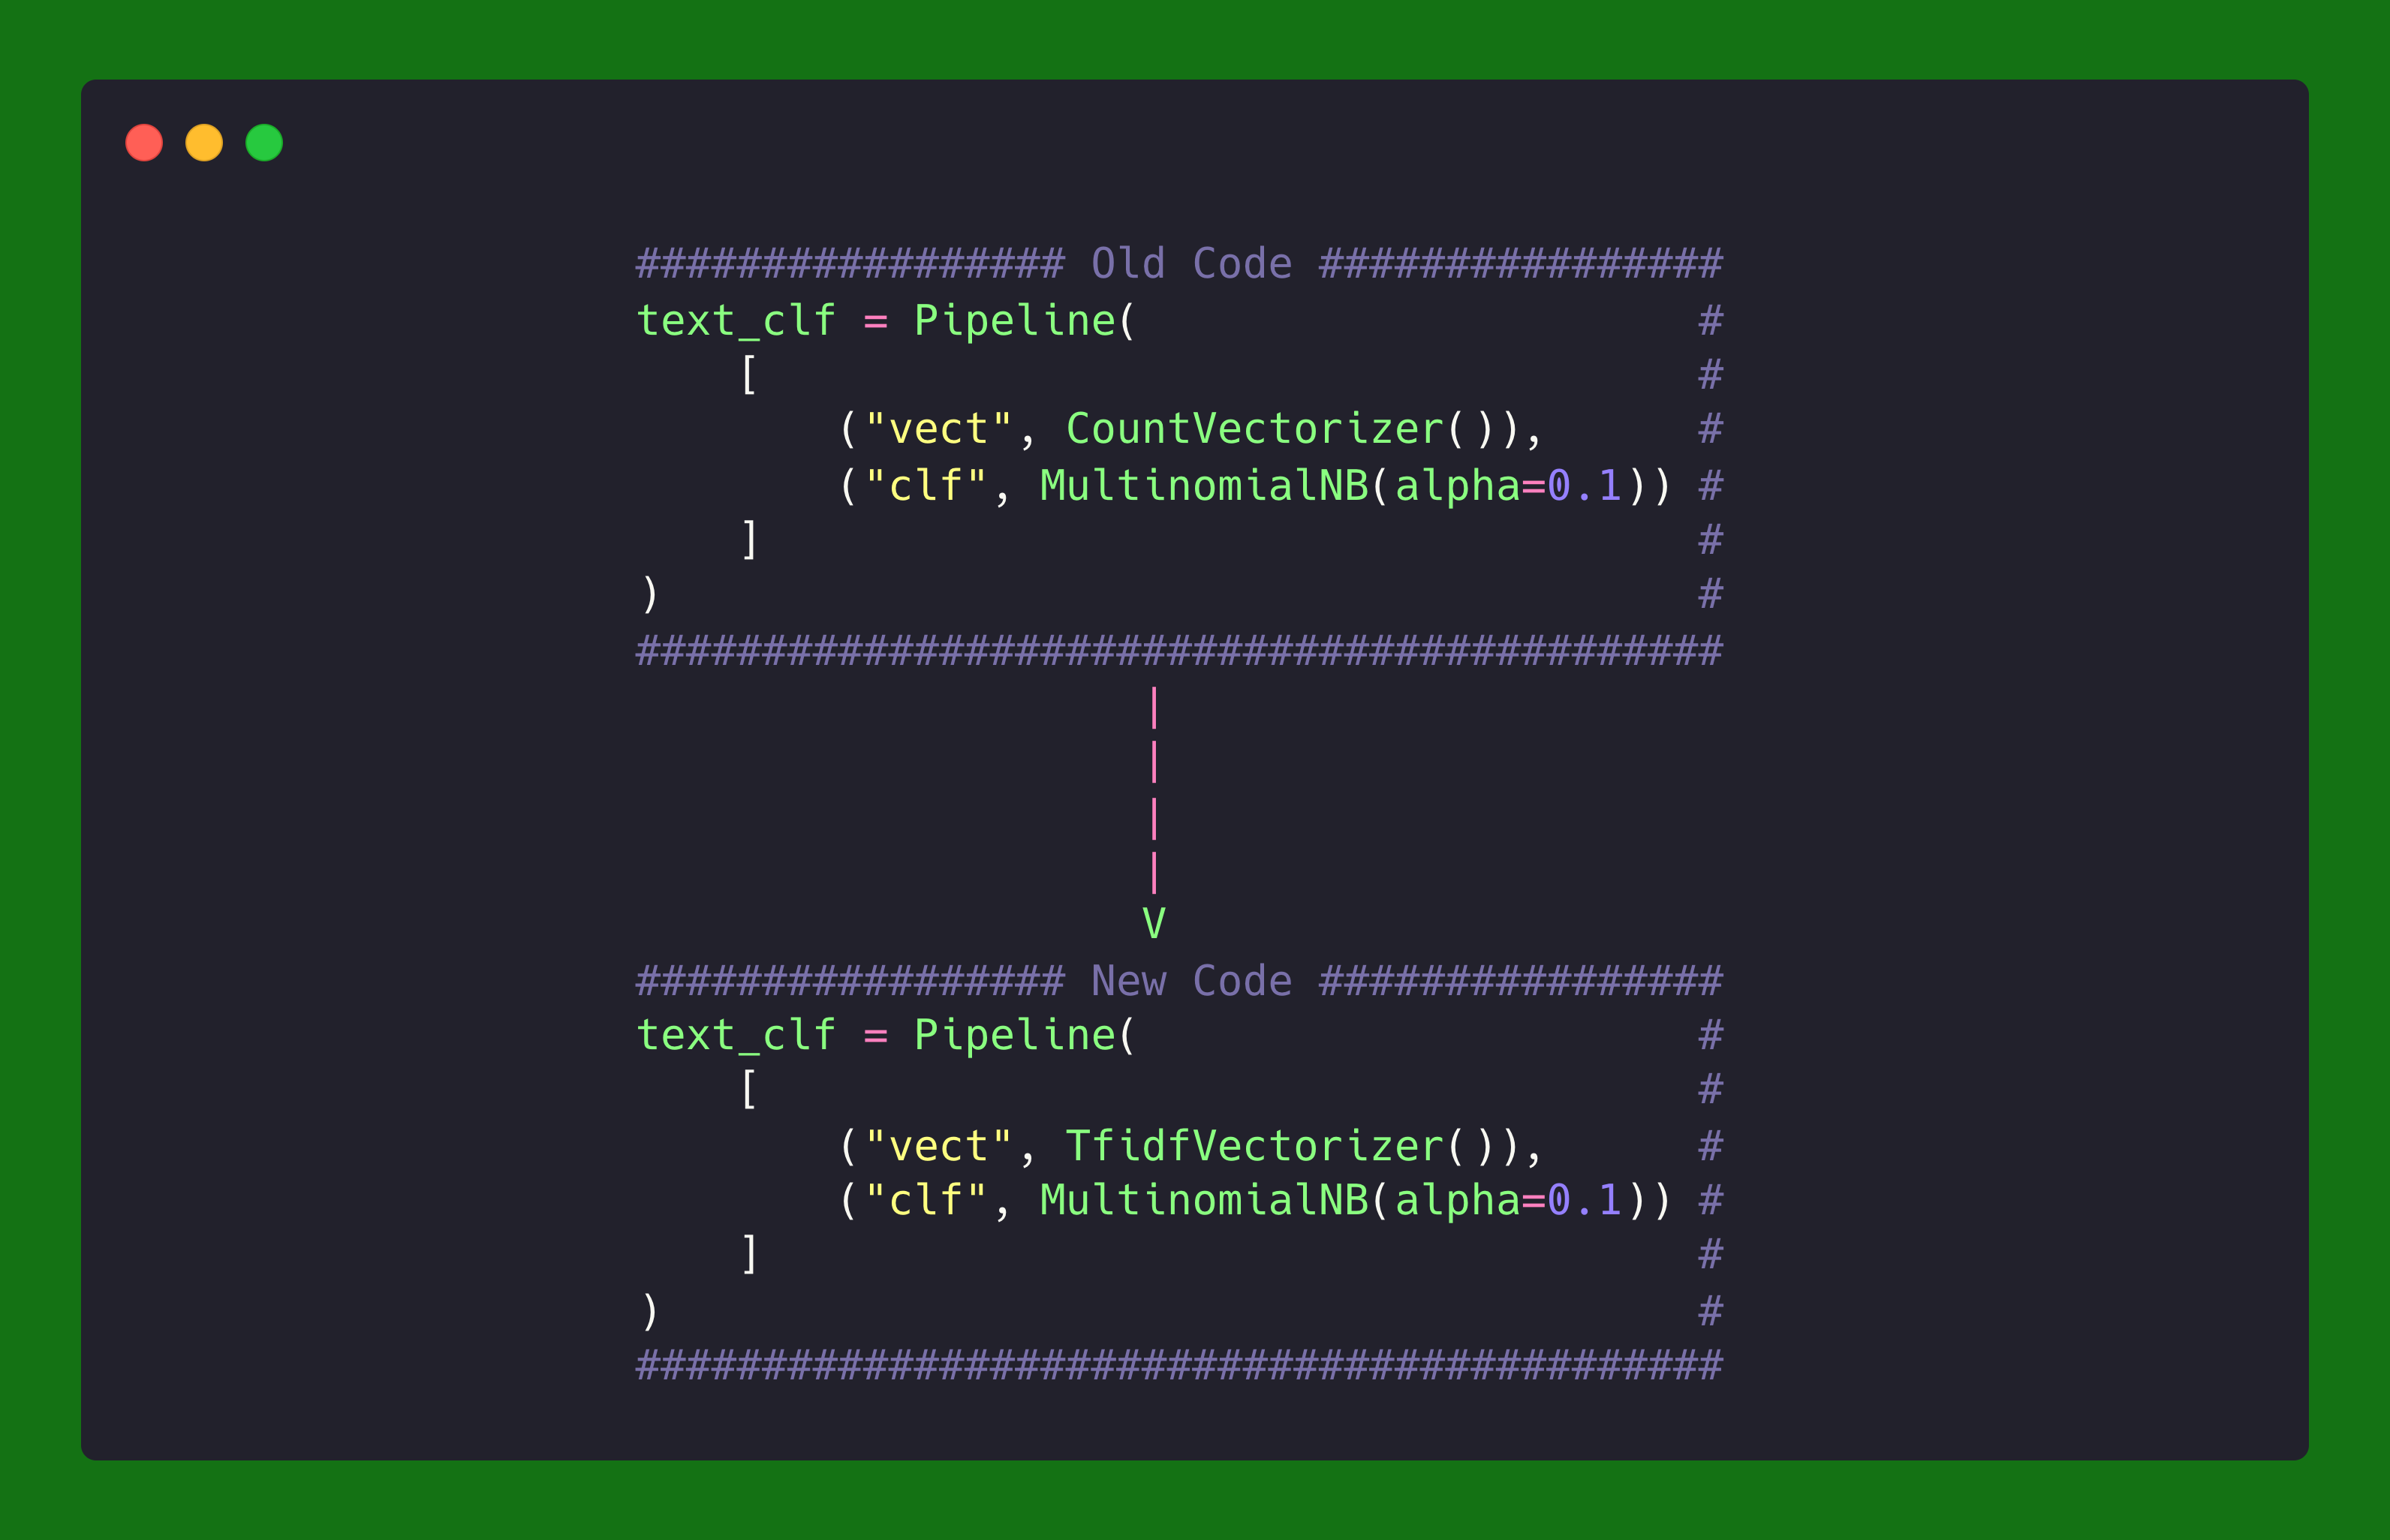 ################# Old Code ################
text_clf = Pipeline(                      #
    [                                     #
        ("vect", CountVectorizer()),      #
        ("clf", MultinomialNB(alpha=0.1)) #
    ]                                     #
)                                         #
###########################################
                    |
                    |
                    |
                    |
                    V
################# New Code ################
text_clf = Pipeline(                      #
    [                                     #
        ("vect", TfidfVectorizer()),      #
        ("clf", MultinomialNB(alpha=0.1)) #
    ]                                     #
)                                         #
###########################################